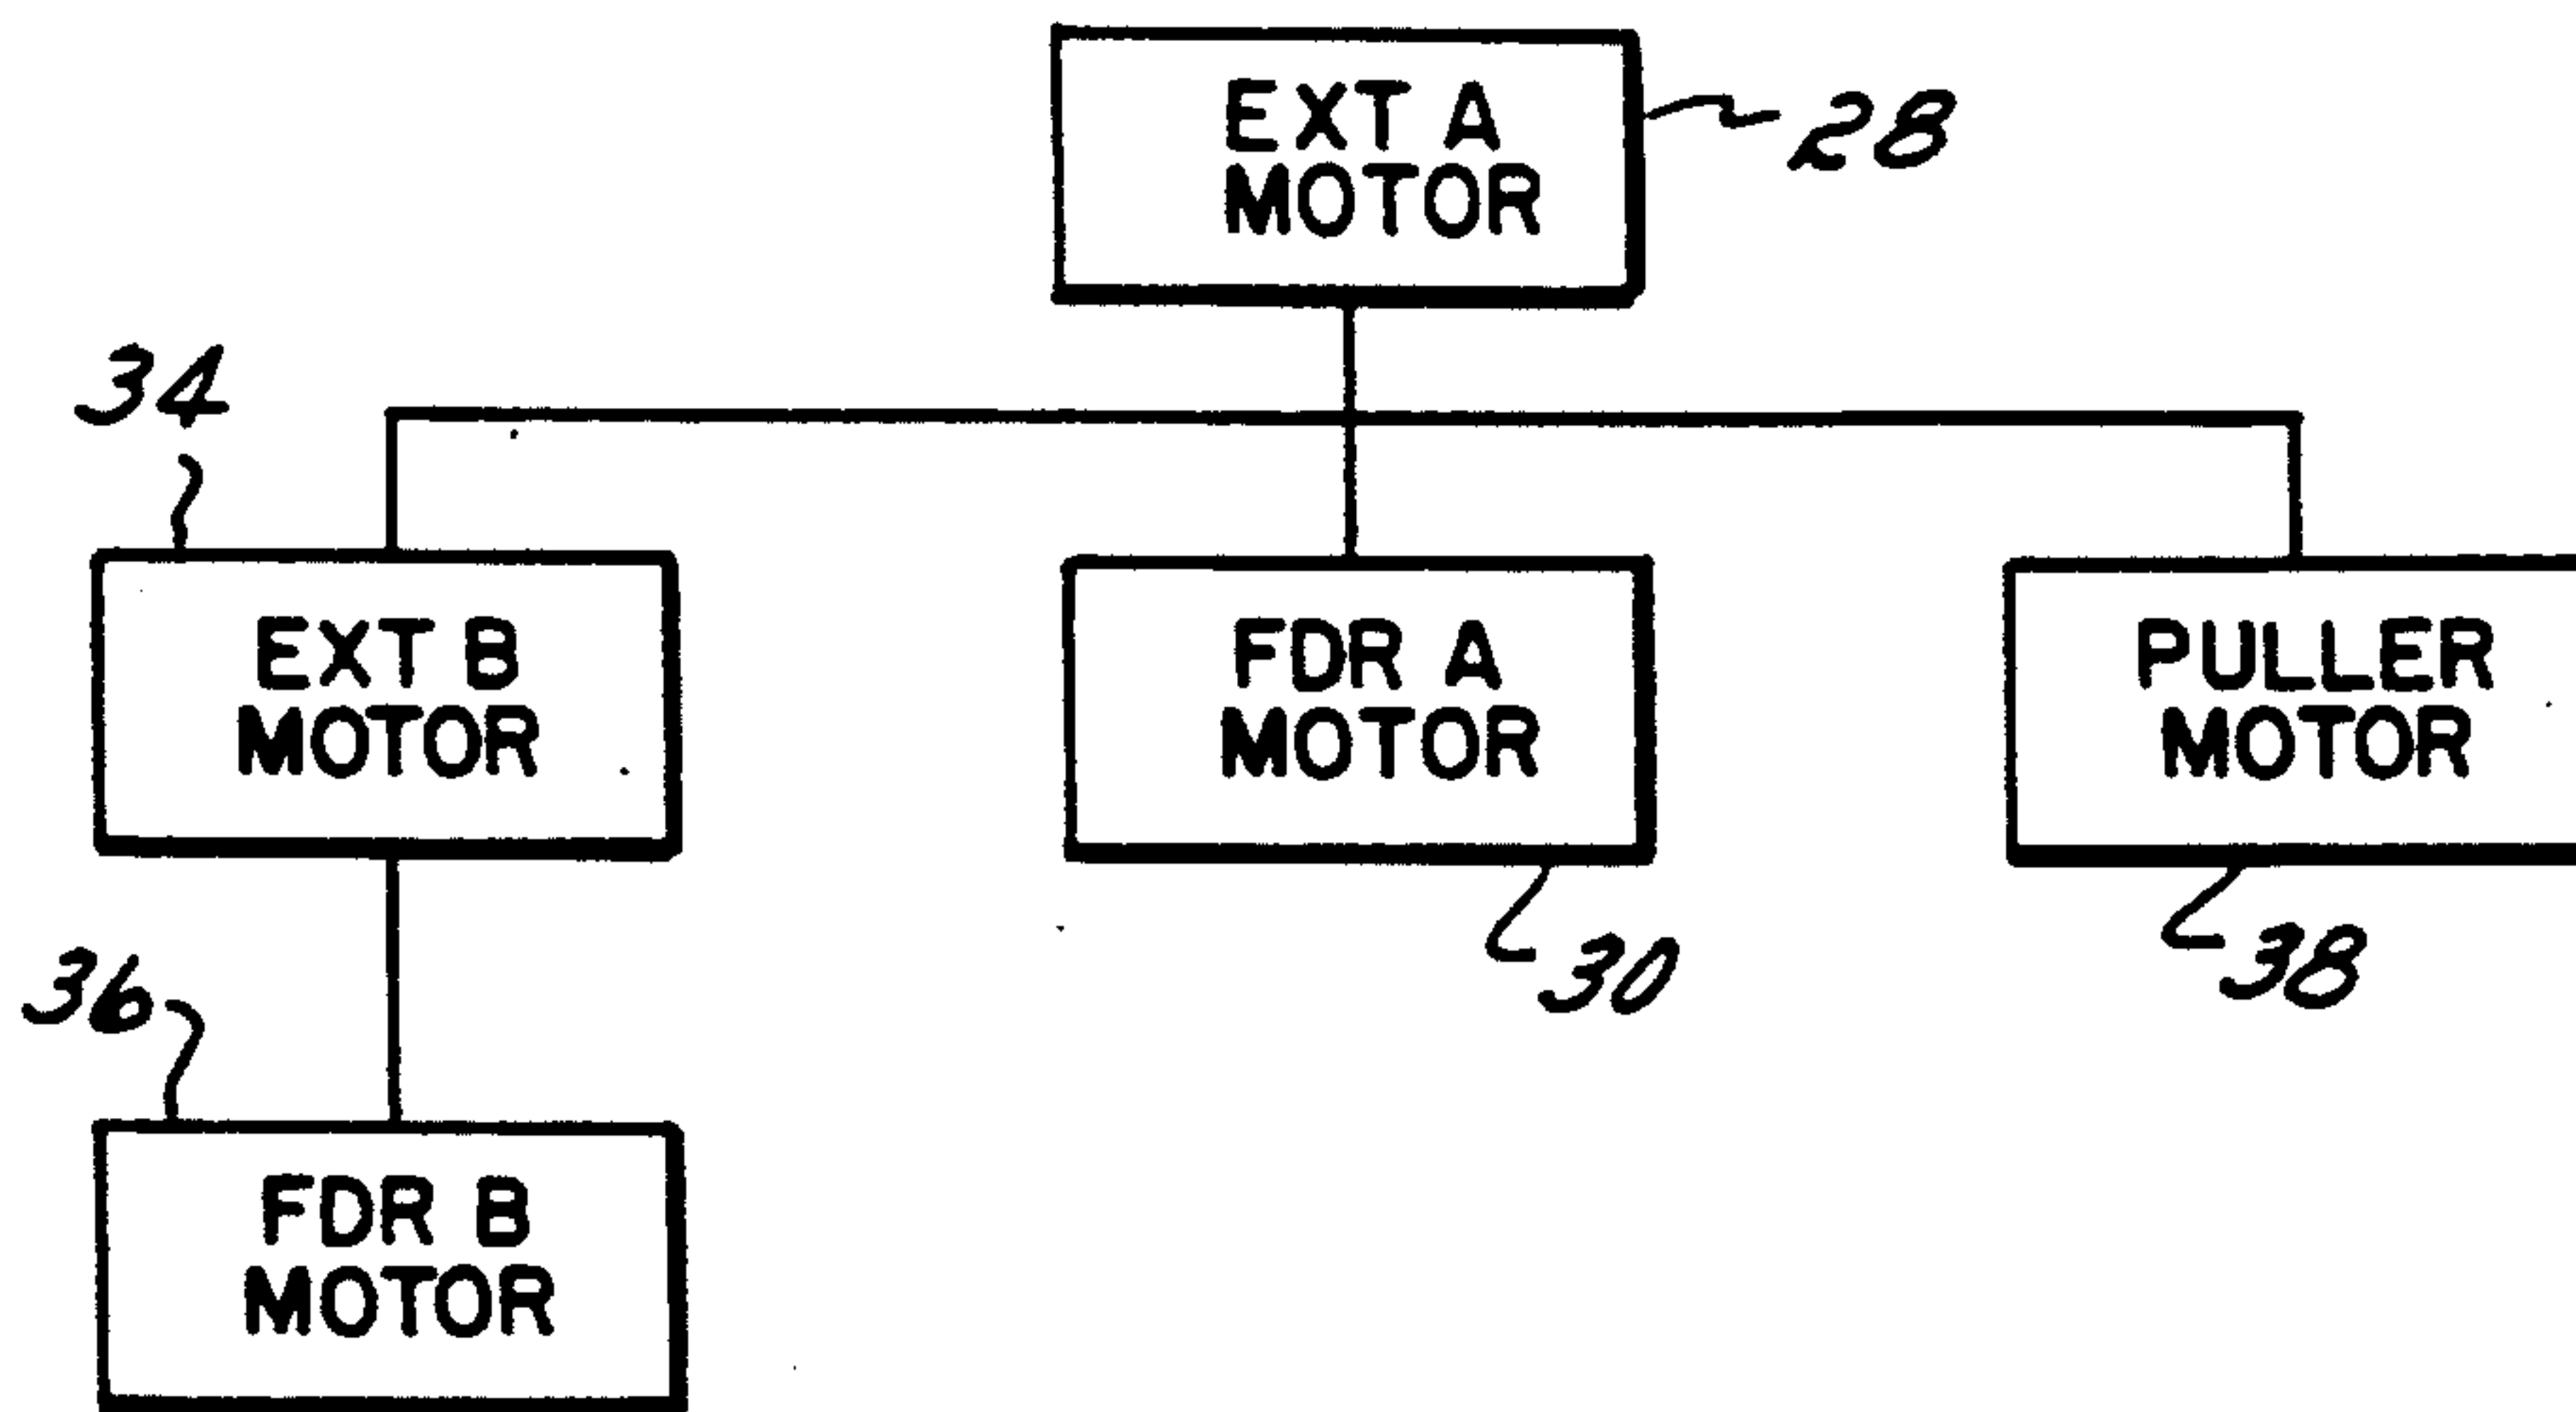 EXT A
MOTOR
28
34
EXT B
MOTOR
FDR A
MOTOR
PULLER
MOTOR
36
30
38
FDR B
MOTOR